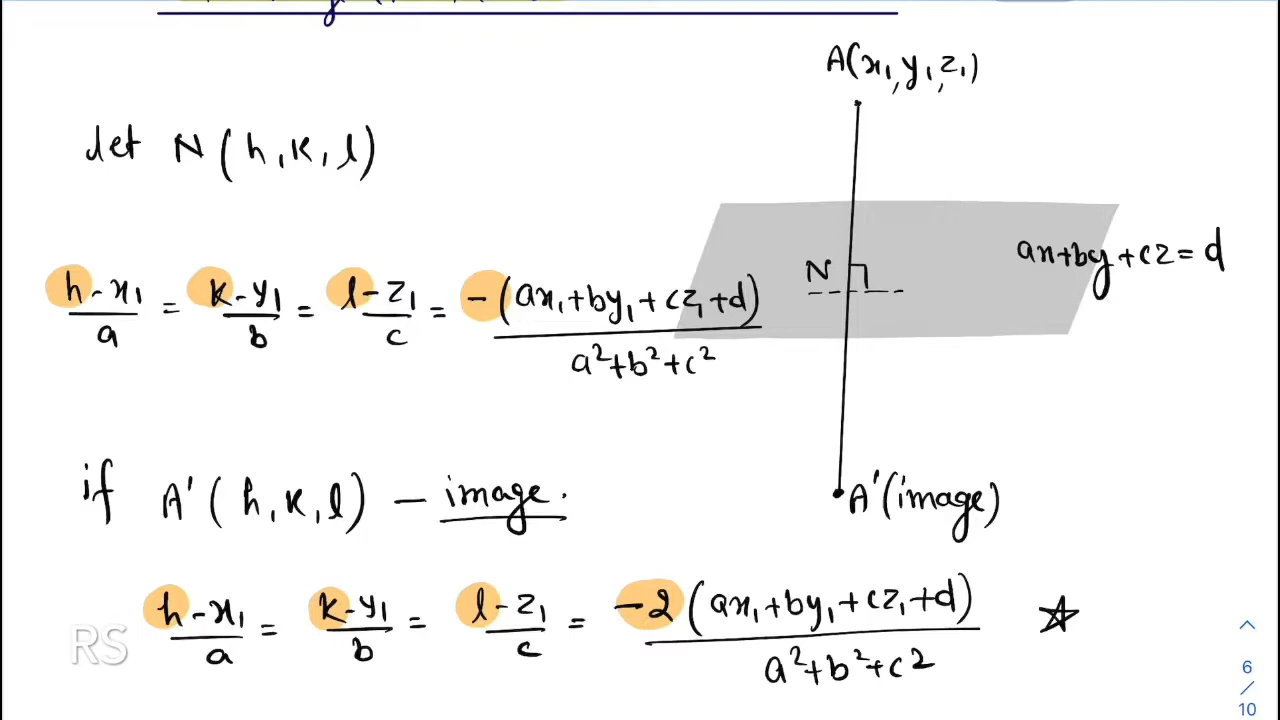 A(x₁, y₁, z₁)
let N(h, k, l)
N
ax+by+cz=d
(h-x₁)/a = (k-y₁)/b = (l-z₁)/c = -(ax₁+by₁+cz₁+d)/(a²+b²+c²)
if A'(h, k, l) – image.
A'(image)
(h-x₁)/a = (k-y₁)/b = (l-z₁)/c = -2(ax₁+by₁+cz₁+d)/(a²+b²+c²) ☆
RS
6
/
10